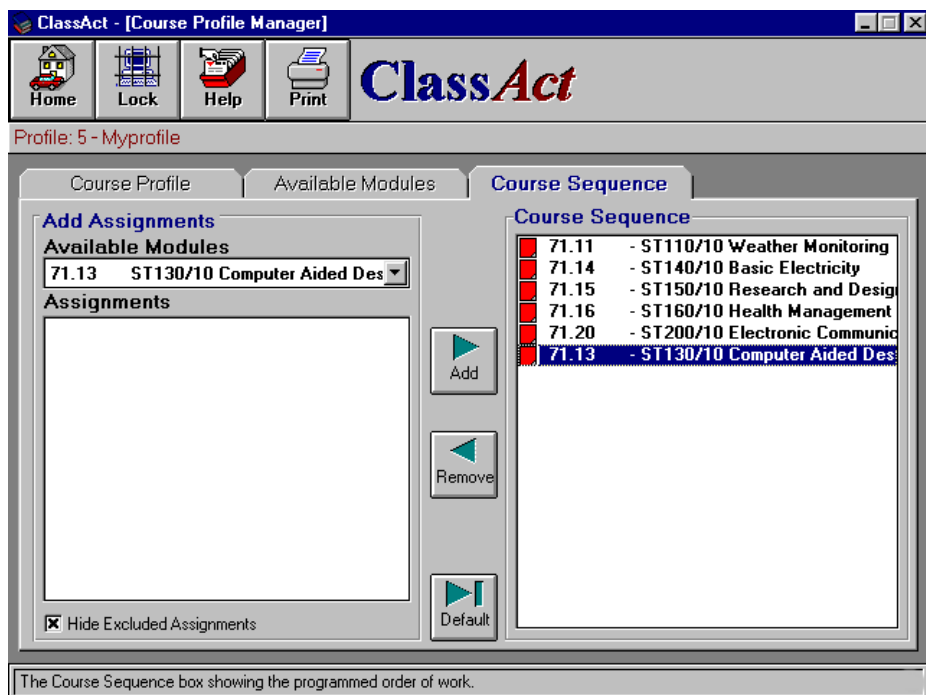 ClassAct - [Course Profile Manager]
Home Lock Help Print ClassAct
Profile: 5 - Myprofile
Course Profile Available Modules Course Sequence
Add Assignments
Available Modules
71.13 ST130/10 Computer Aided Des
Assignments
Hide Excluded Assignments
Add
Remove
Default
Course Sequence
71.11 - ST110/10 Weather Monitoring
71.14 - ST140/10 Basic Electricity
71.15 - ST150/10 Research and Desig
71.16 - ST160/10 Health Management
71.20 - ST200/10 Electronic Communic
71.13 - ST130/10 Computer Aided Des
The Course Sequence box showing the programmed order of work.